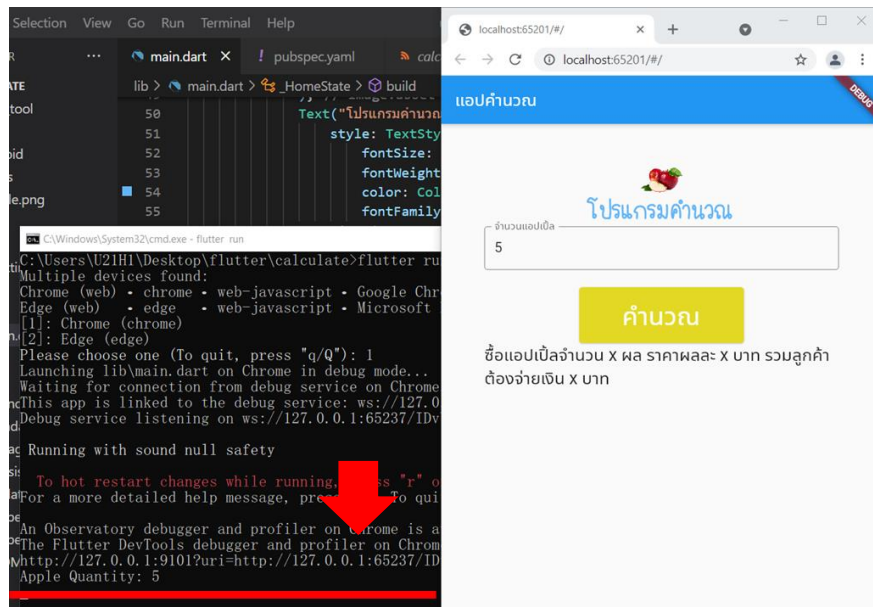 Selection View Go Run Terminal Help
main.dart X ! pubspec.yaml
lib > main.dart > _HomeState > build
50 Text("โปรแกรมคำนวณ
51 style: TextSty
52 fontSize:
53 fontWeight
54 color: Col
55 fontFamily
tool
le.png
C:\Windows\System32\cmd.exe - flutter run
C:\Users\U21H1\Desktop\flutter\calculate>flutter ru
Multiple devices found:
Chrome (web) • chrome • web-javascript • Google Chr
Edge (web) • edge • web-javascript • Microsoft
[1]: Chrome (chrome)
[2]: Edge (edge)
Please choose one (To quit, press "q/Q"): 1
Launching lib\main.dart on Chrome in debug mode...
Waiting for connection from debug service on Chrome
This app is linked to the debug service: ws://127.0
Debug service listening on ws://127.0.0.1:65237/IDv
Running with sound null safety
To hot restart changes while running, "r" o
For a more detailed help message, To qui
An Observatory debugger and profiler on Chrome is a
The Flutter DevTools debugger and profiler on Chrom
http://127.0.0.1:9101?uri=http://127.0.0.1:65237/ID
Apple Quantity: 5
localhost:65201/#/
localhost:65201/#/
แอปคำนวณ
DEBUG
โปรแกรมคำนวณ
จำนวนแอปเปิ้ล
5
คำนวณ
ซื้อแอปเปิ้ลจำนวน X ผล ราคาผลละ X บาท รวมลูกค้า
ต้องจ่ายเงิน X บาท